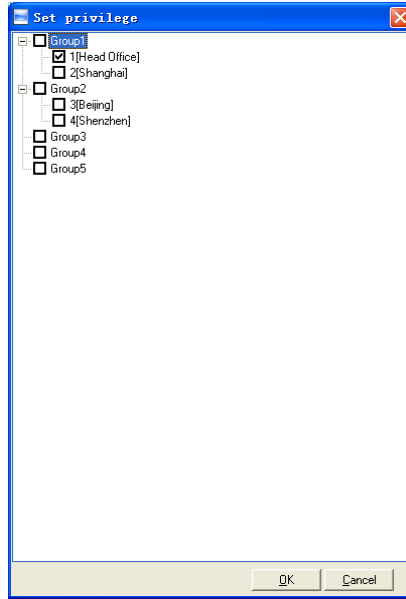 Set privilege
Group1
1[Head Office]
2[Shanghai]
Group2
3[Beijing]
4[Shenzhen]
Group3
Group4
Group5
OK Cancel